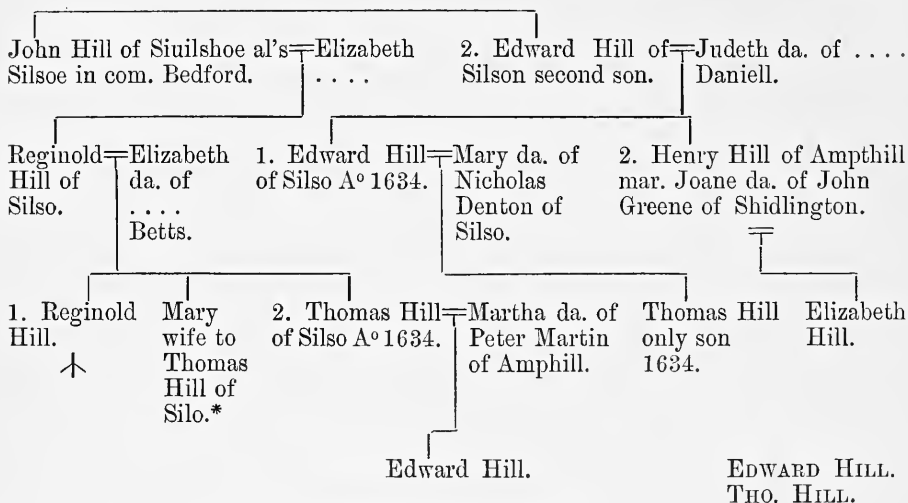 John Hill of Siuilshoe al's
Silsoe in com. Bedford.
Elizabeth
. . . .
2. Edward Hill of
Silson second son.
Judeth da. of . . . .
Daniell.
Reginold
Hill of
Silso.
Elizabeth
da. of
. . . .
Betts.
1. Edward Hill
of Silso Aº 1634.
Mary da. of
Nicholas
Denton of
Silso.
2. Henry Hill of Ampthill
mar. Joane da. of John
Greene of Shidlington.
1. Reginold
Hill.
Mary
wife to
Thomas
Hill of
Silo.*
2. Thomas Hill
of Silso Aº 1634.
Martha da. of
Peter Martin
of Amphill.
Thomas Hill
only son
1634.
Elizabeth
Hill.
Edward Hill.
EDWARD HILL.
THO. HILL.